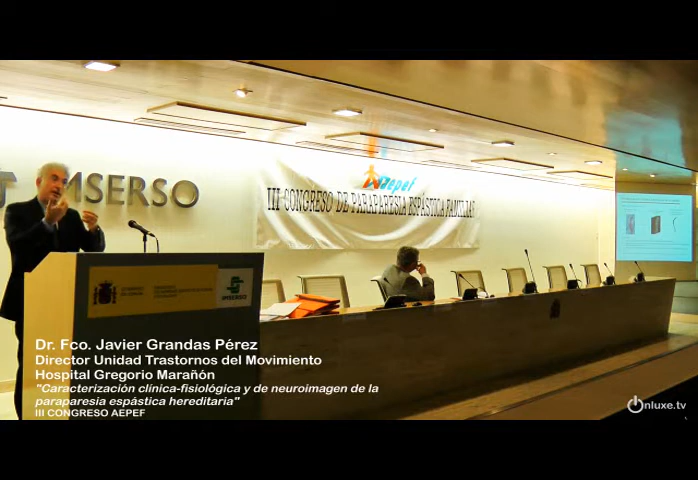 IMSERSO
aepef
III CONGRESO DE PARAPARESIA ESPÁSTICA FAMILIAR
IMSERSO
Dr. Fco. Javier Grandas Pérez
Director Unidad Trastornos del Movimiento
Hospital Gregorio Marañón
"Caracterización clínica-fisiológica y de neuroimagen de la
paraparesia espástica hereditaria"
III CONGRESO AEPEF
onluxe.tv